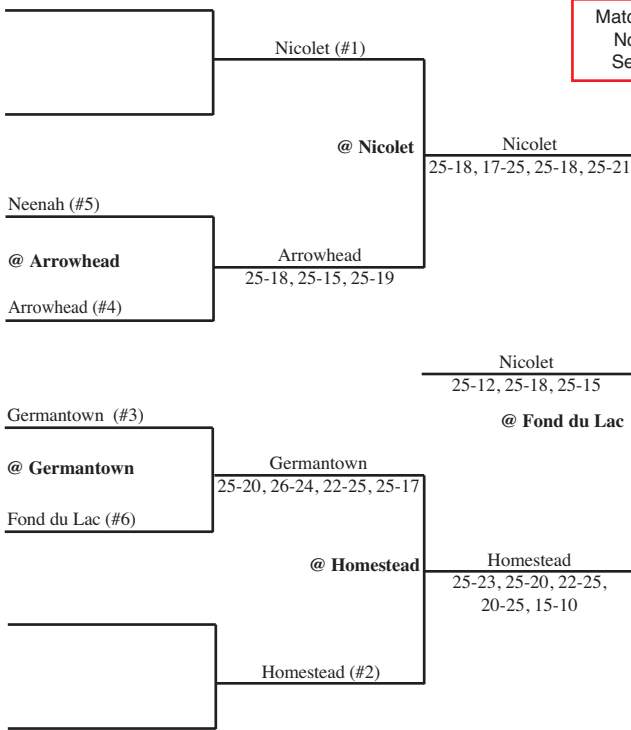 Nicolet (#1)
@ Nicolet
Nicolet
25-18, 17-25, 25-18, 25-21
Neenah (#5)
@ Arrowhead
Arrowhead
25-18, 25-15, 25-19
Arrowhead (#4)
Nicolet
25-12, 25-18, 25-15
@ Fond du Lac
Germantown (#3)
@ Germantown
Germantown
25-20, 26-24, 22-25, 25-17
Fond du Lac (#6)
@ Homestead
Homestead
25-23, 25-20, 22-25,
20-25, 15-10
Homestead (#2)